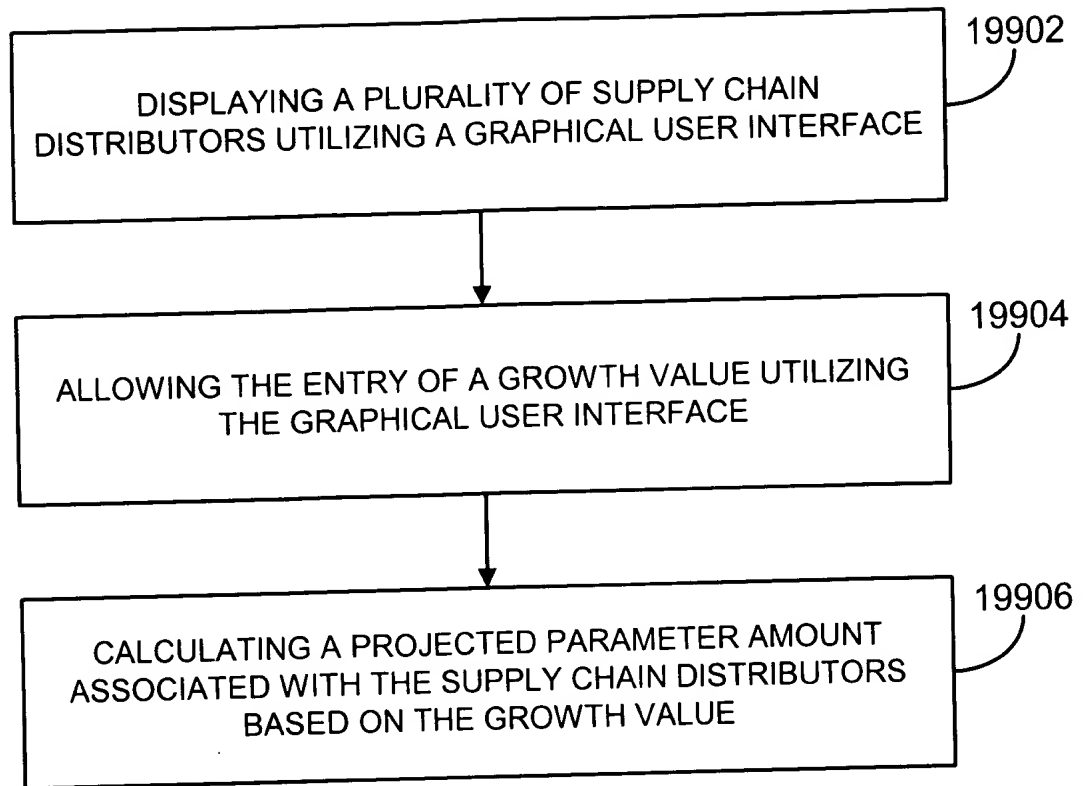 19902
DISPLAYING A PLURALITY OF SUPPLY CHAIN
DISTRIBUTORS UTILIZING A GRAPHICAL USER INTERFACE
19904
ALLOWING THE ENTRY OF A GROWTH VALUE UTILIZING
THE GRAPHICAL USER INTERFACE
19906
CALCULATING A PROJECTED PARAMETER AMOUNT
ASSOCIATED WITH THE SUPPLY CHAIN DISTRIBUTORS
BASED ON THE GROWTH VALUE